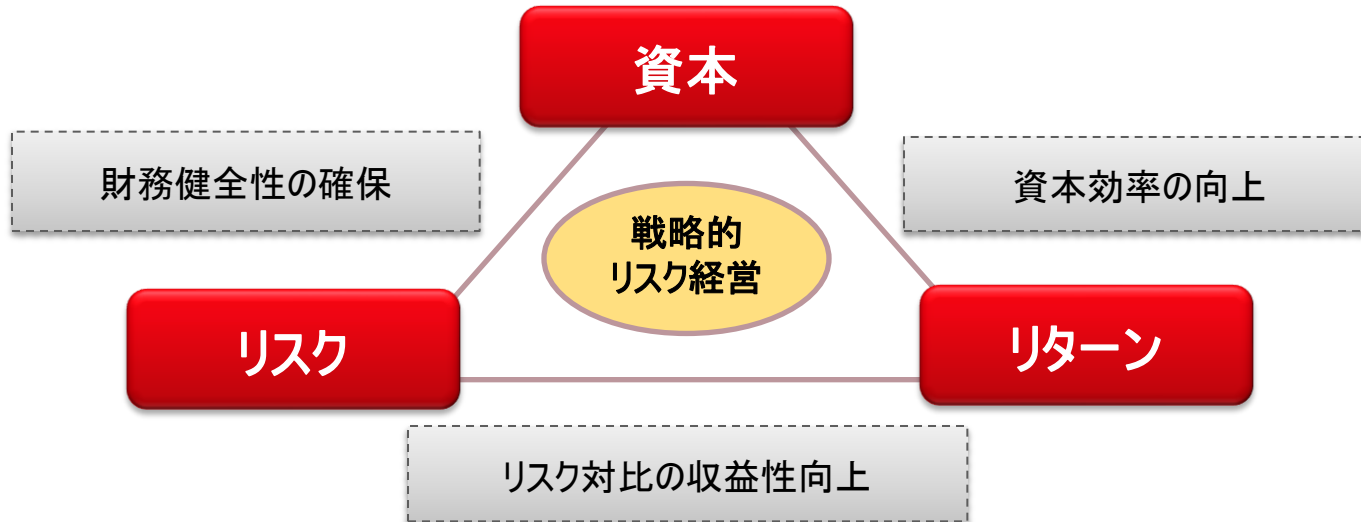 資本
財務健全性の確保
資本効率の向上
戦略的
リスク経営
リスク
リターン
リスク対比の収益性向上